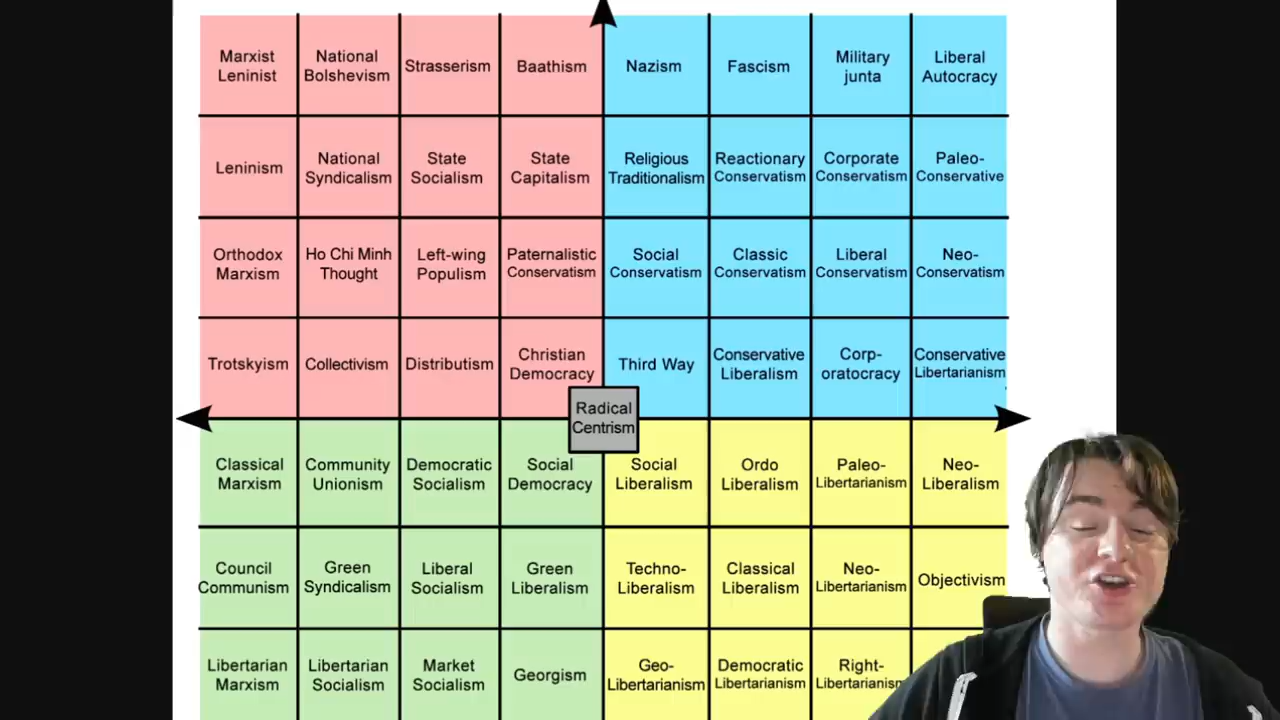 Marxist
Leninist
National
Bolshevism
Strasserism
Baathism
Nazism
Fascism
Military
junta
Liberal
Autocracy
Leninism
National
Syndicalism
State
Socialism
State
Capitalism
Religious
Traditionalism
Reactionary
Conservatism
Corporate
Conservatism
Paleo-
Conservative
Orthodox
Marxism
Ho Chi Minh
Thought
Left-wing
Populism
Paternalistic
Conservatism
Social
Conservatism
Classic
Conservatism
Liberal
Conservatism
Neo-
Conservatism
Trotskyism
Collectivism
Distributism
Christian
Democracy
Third Way
Conservative
Liberalism
Corp-
oratocracy
Conservative
Libertarianism
Radical
Centrism
Classical
Marxism
Community
Unionism
Democratic
Socialism
Social
Democracy
Social
Liberalism
Ordo
Liberalism
Paleo-
Libertarianism
Neo-
Liberalism
Council
Communism
Green
Syndicalism
Liberal
Socialism
Green
Liberalism
Techno-
Liberalism
Classical
Liberalism
Neo-
Libertarianism
Objectivism
Libertarian
Marxism
Libertarian
Socialism
Market
Socialism
Georgism
Geo-
Libertarianism
Democratic
Libertarianism
Right-
Libertarianism